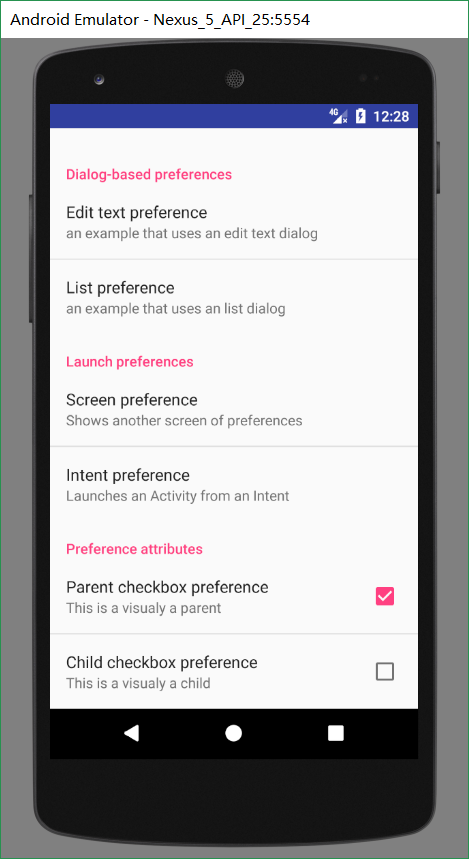 Android Emulator - Nexus_5_API_25:5554
4G 12:28
Dialog-based preferences
Edit text preference
an example that uses an edit text dialog
List preference
an example that uses an list dialog
Launch preferences
Screen preference
Shows another screen of preferences
Intent preference
Launches an Activity from an Intent
Preference attributes
Parent checkbox preference
This is a visualy a parent
Child checkbox preference
This is a visualy a child